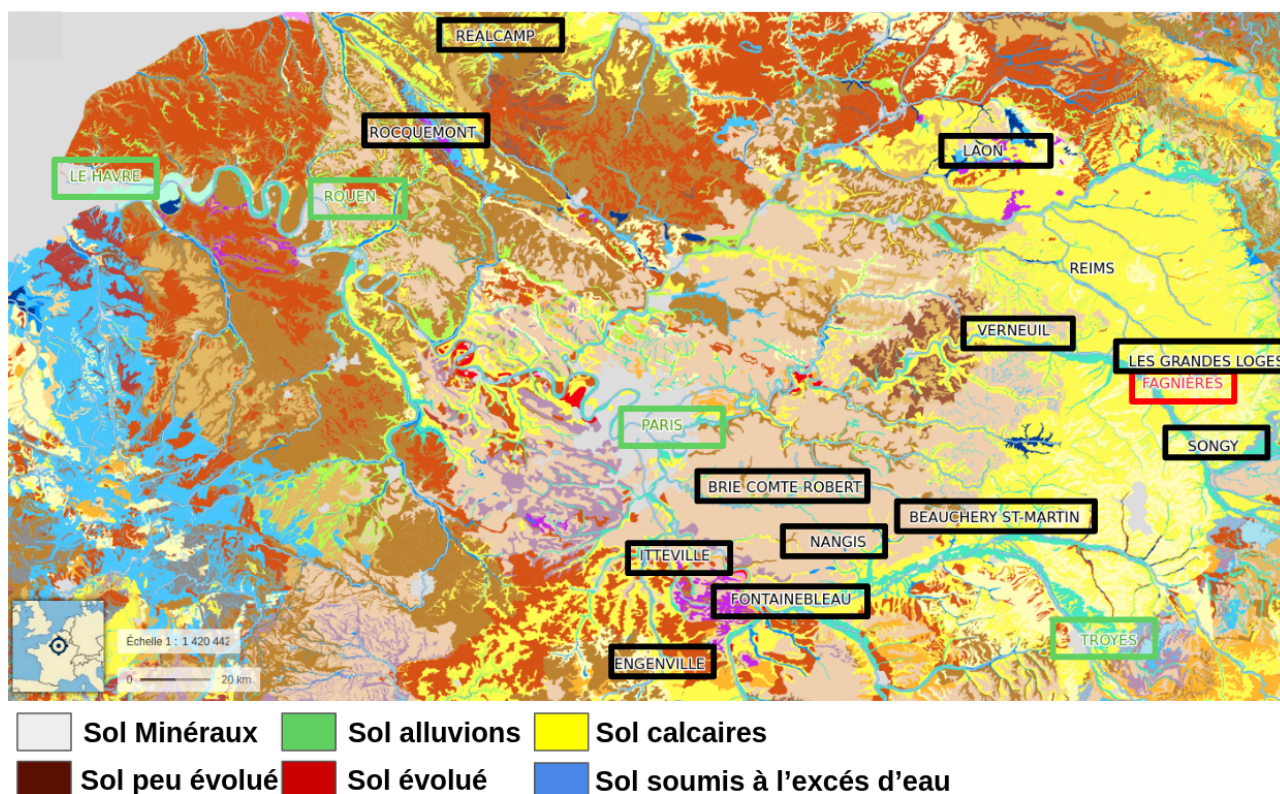 REALCAMP
ROCQUEMONT
LAON
LE HAVRE
ROUEN
REIMS
VERNEUIL
LES GRANDES LOGES
FAGNIÈRES
PARIS
SONGY
BRIE COMTE ROBERT
BEAUCHERY ST-MARTIN
NANGIS
ITTEVILLE
FONTAINEBLEAU
TROYES
ENGENVILLE
Échelle 1 : 1 420 442
0 20 km
Sol Minéraux Sol alluvions Sol calcaires
Sol peu évolué Sol évolué Sol soumis à l’excés d’eau